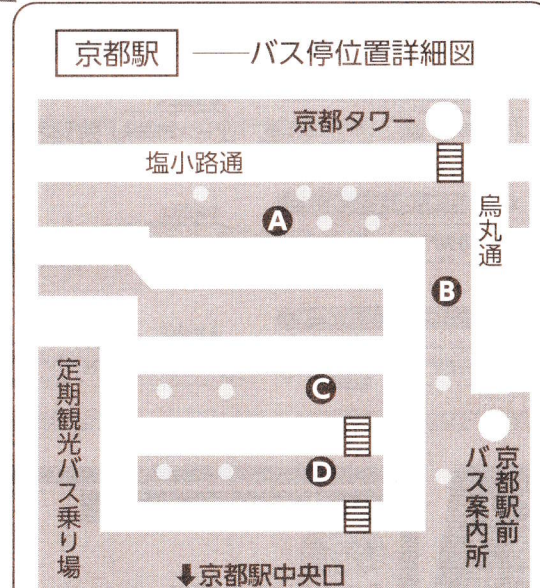 京都駅 ──バス停位置詳細図
京都タワー
塩小路通
烏丸通
A
B
C
D
定期観光バス乗り場
京都駅前
バス案内所
⬇京都駅中央口